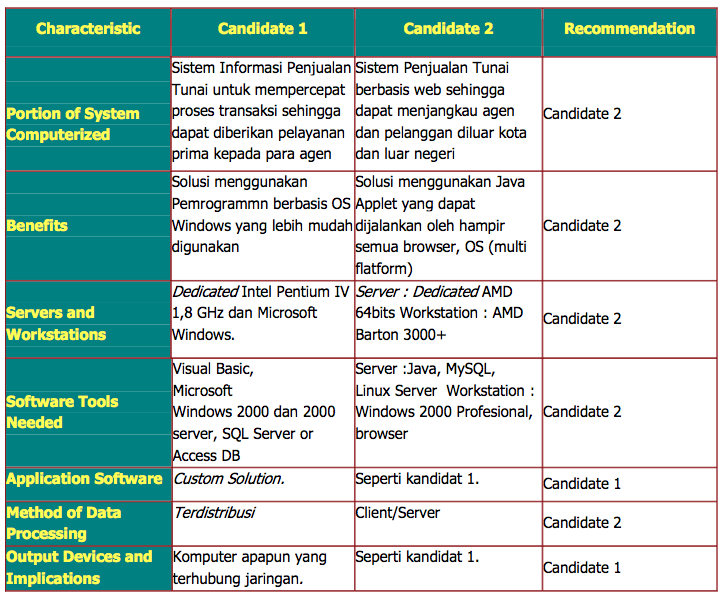 Characteristic
Candidate 1
Candidate 2
Recommendation
Portion of System
Computerized
Sistem Informasi Penjualan
Tunai untuk mempercepat
proses transaksi sehingga
dapat diberikan pelayanan
prima kepada para agen
Sistem Penjualan Tunai
berbasis web sehingga
dapat menjangkau agen
dan pelanggan diluar kota
dan luar negeri
Candidate 2
Benefits
Solusi menggunakan
Pemrogrammn berbasis OS
Windows yang lebih mudah
digunakan
Solusi menggunakan Java
Applet yang dapat
dijalankan oleh hampir
semua browser, OS (multi
flatform)
Candidate 2
Servers and
Workstations
Dedicated Intel Pentium IV
1,8 GHz dan Microsoft
Windows.
Server : Dedicated AMD
64bits Workstation : AMD
Barton 3000+
Candidate 2
Software Tools
Needed
Visual Basic,
Microsoft
Windows 2000 dan 2000
server, SQL Server or
Access DB
Server :Java, MySQL,
Linux Server Workstation :
Windows 2000 Profesional,
browser
Candidate 2
Application Software
Custom Solution.
Seperti kandidat 1.
Candidate 1
Method of Data
Processing
Terdistribusi
Client/Server
Candidate 2
Output Devices and
Implications
Komputer apapun yang
terhubung jaringan.
Seperti kandidat 1.
Candidate 1